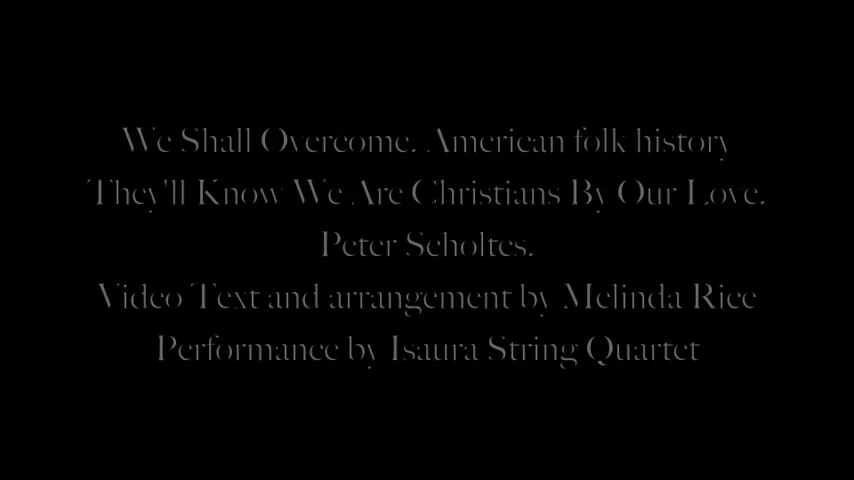 We Shall Overcome. American folk history
They'll Know We Are Christians By Our Love.
Peter Scholtes.
Video Text and arrangement by Melinda Rice
Performance by Isaura String Quartet